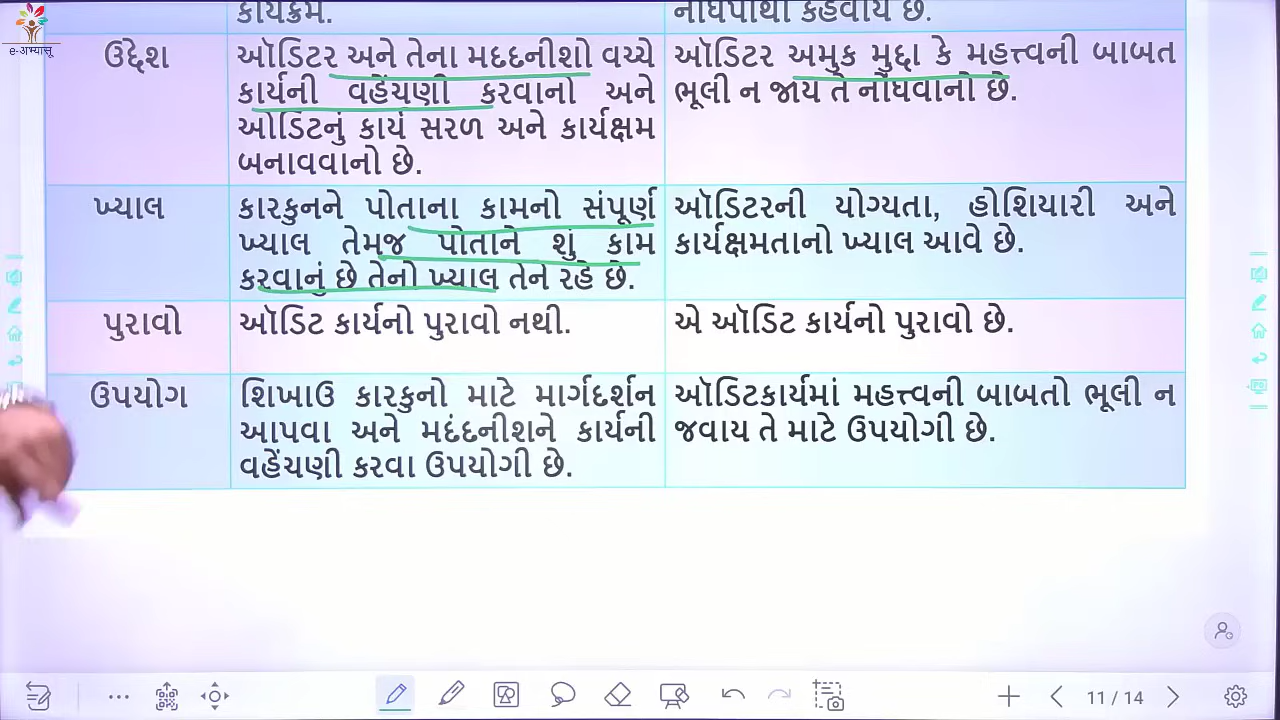 e-अभ्यासू
કાર્યક્રમ.
નોંધપોથી કહેવાય છે.
ઉદ્દેશ
ઑડિટર અને તેના મદદનીશો વચ્ચે
કાર્યની વહેંચણી કરવાનો અને
ઑડિટનું કાર્ય સરળ અને કાર્યક્ષમ
બનાવવાનો છે.
ઑડિટર અમુક મુદ્દા કે મહત્ત્વની બાબત
ભૂલી ન જાય તે નોંધવાનો છે.
ખ્યાલ
કારકુનને પોતાના કામનો સંપૂર્ણ
ખ્યાલ તેમજ પોતાને શું કામ
કરવાનું છે તેનો ખ્યાલ તેને રહે છે.
ઑડિટરની યોગ્યતા, હોશિયારી અને
કાર્યક્ષમતાનો ખ્યાલ આવે છે.
પુરાવો
ઑડિટ કાર્યનો પુરાવો નથી.
એ ઑડિટ કાર્યનો પુરાવો છે.
ઉપયોગ
શિખાઉ કારકુનો માટે માર્ગદર્શન
આપવા અને મદંદનીશને કાર્યની
વહેંચણી કરવા ઉપયોગી છે.
ઑડિટકાર્યમાં મહત્ત્વની બાબતો ભૂલી ન
જવાય તે માટે ઉપયોગી છે.
11 / 14